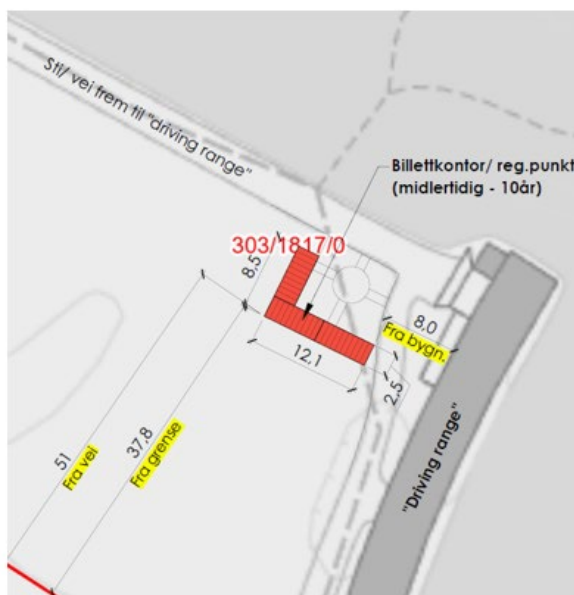 Sti/ vei frem til "driving range"
Billettkontor/ reg.punkt
(midlertidig - 10år)
303/1817/0
8,5
8,0
Fra bygn.
12,1
2,5
51
Fra vei
37,8
Fra grense
"Driving range"